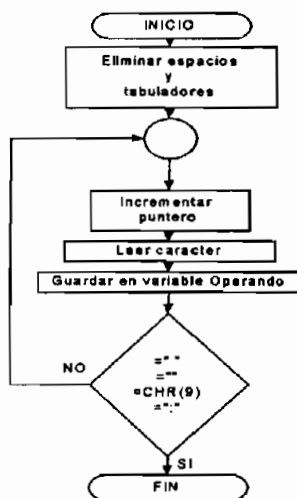 INICIO
Eliminar espacios
y
tabuladores
Incrementar
puntero
Leer caracter
Guardar en variable Operando
=" "
=""
=CHR(9)
=";"
NO
SI
FIN